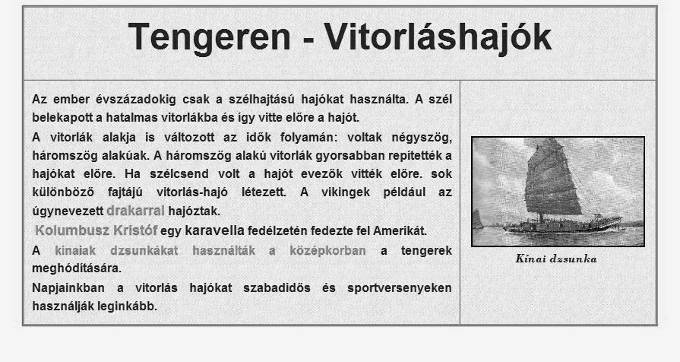 Tengeren - Vitorláshajók
Az ember évszázadokig csak a szélhajtású hajókat használta. A szél
belekapott a hatalmas vitorlákba és így vitte előre a hajót.
A vitorlák alakja is változott az idők folyamán: voltak négyszög,
háromszög alakúak. A háromszög alakú vitorlák gyorsabban repítették a
hajókat előre. Ha szélcsend volt a hajót evezők vitték előre. sok
különböző fajtájú vitorlás-hajó létezett. A vikingek például az
úgynevezett drakarral hajóztak.
Kolumbusz Kristóf egy karavella fedélzetén fedezte fel Amerikát.
A kinaiak dzsunkákat használták a középkorban a tengerek
meghódítására.
Napjainkban a vitorlás hajókat szabadidős és sportversenyeken
használják leginkább.
Kínai dzsunka